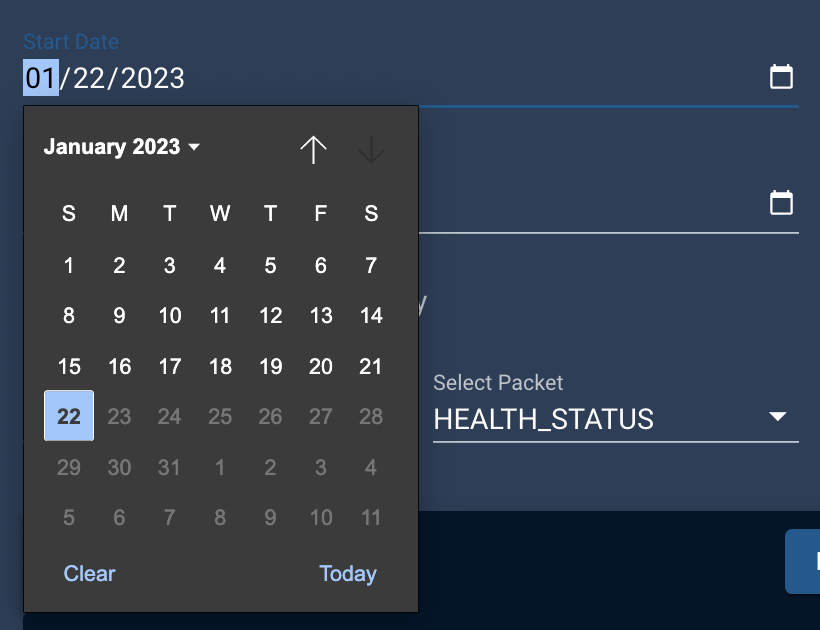 Start Date
01/22/2023
January 2023
S M T W T F S
1 2 3 4 5 6 7
8 9 10 11 12 13 14
15 16 17 18 19 20 21
22 23 24 25 26 27 28
29 30 31 1 2 3 4
5 6 7 8 9 10 11
Clear Today
Select Packet
HEALTH_STATUS